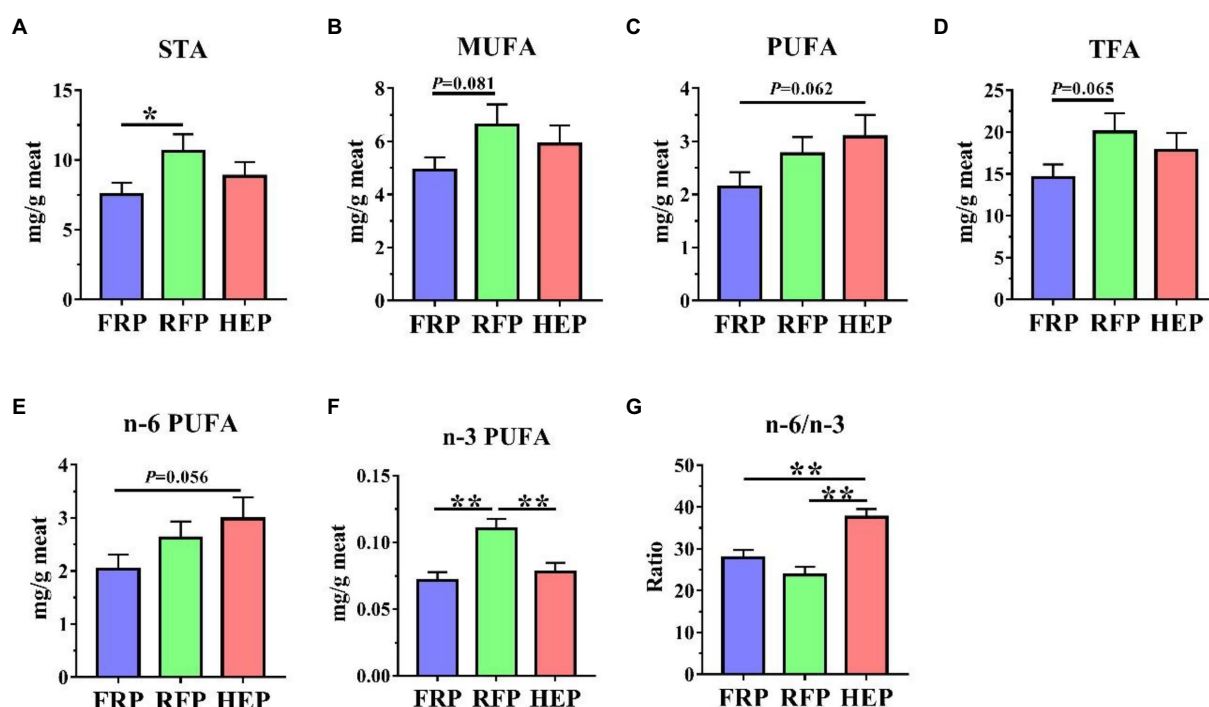 A
STA
mg/g meat
15
10
5
0
*
FRP RFP HEP
B
MUFA
mg/g meat
8
6
4
2
0
P=0.081
FRP RFP HEP
C
PUFA
mg/g meat
4
3
2
1
0
P=0.062
FRP RFP HEP
D
TFA
mg/g meat
25
20
15
10
5
0
P=0.065
FRP RFP HEP
E
n-6 PUFA
mg/g meat
4
3
2
1
0
P=0.056
FRP RFP HEP
F
n-3 PUFA
mg/g meat
0.15
0.10
0.05
0.00
** **
FRP RFP HEP
G
n-6/n-3
Ratio
50
40
30
20
10
0
**
**
FRP RFP HEP